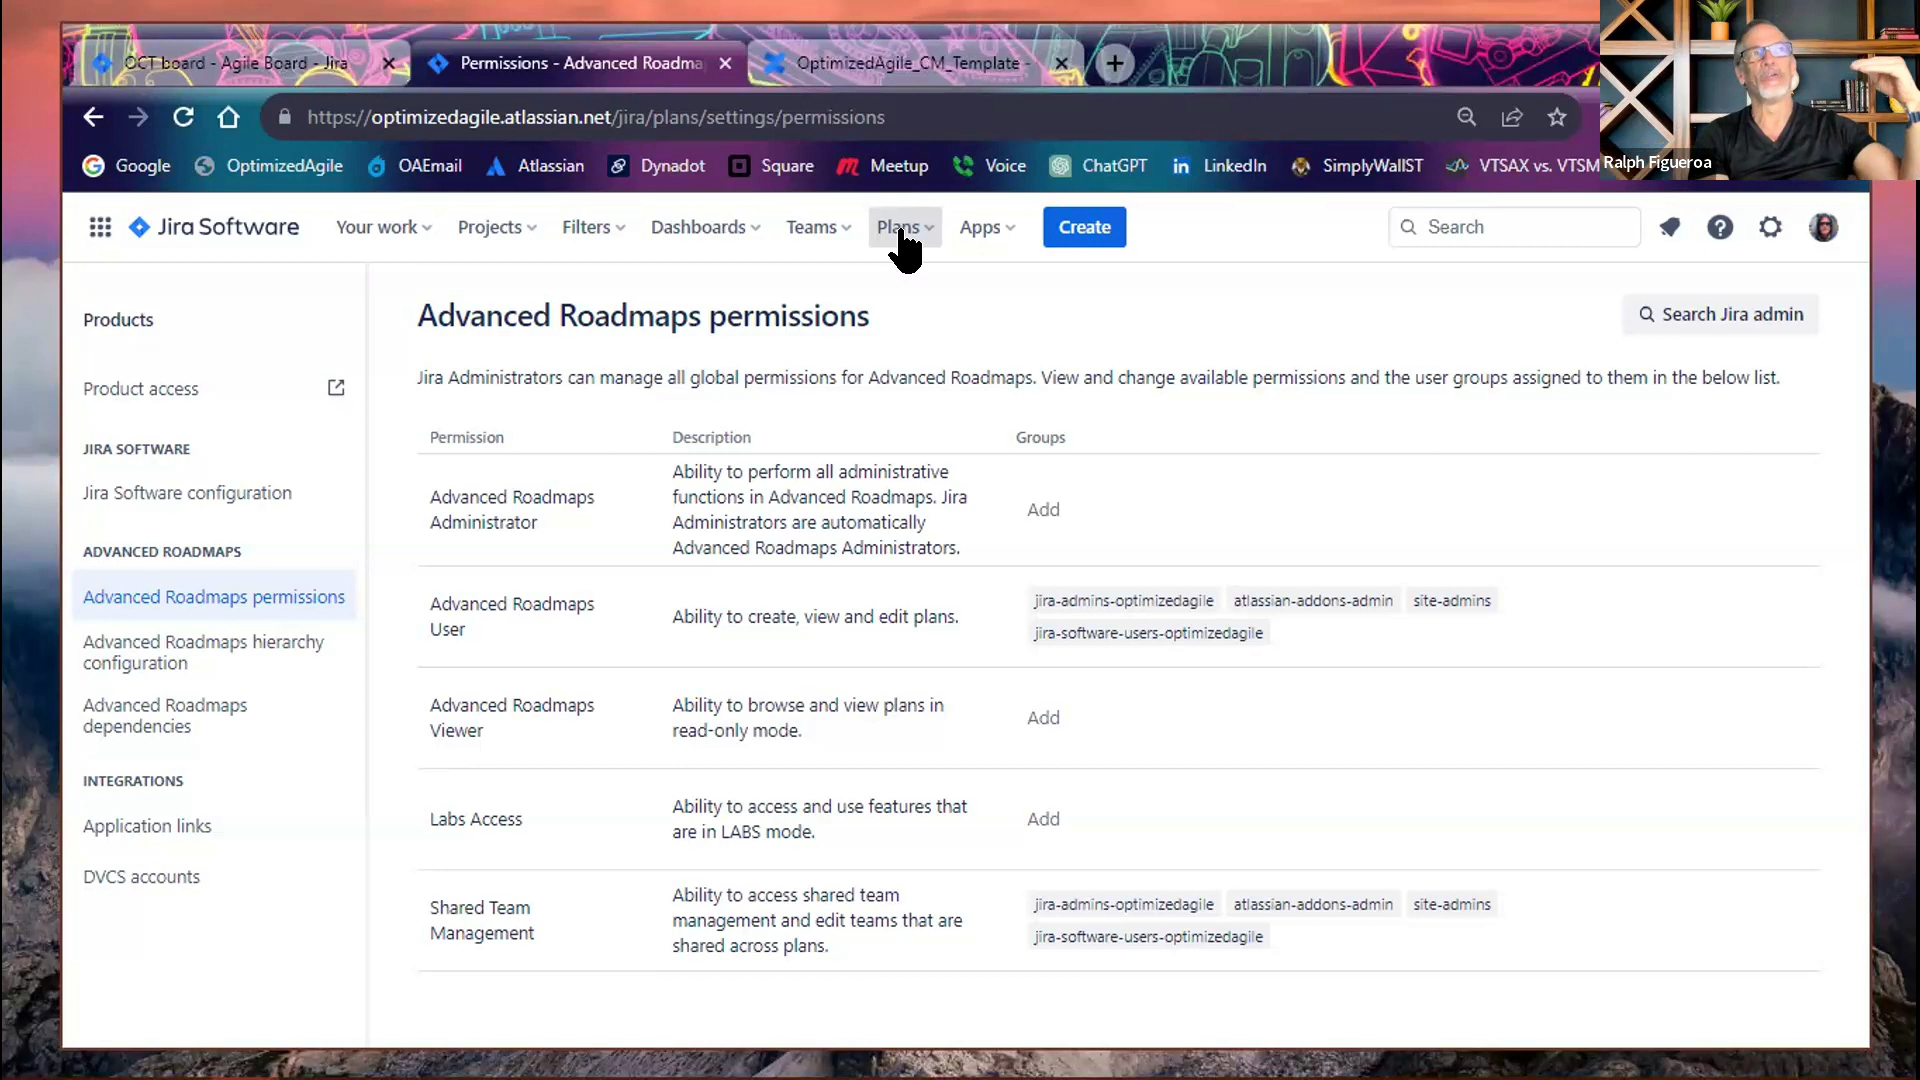 OCT board - Agile Board - Jira
Permissions - Advanced Roadma
OptimizedAgile_CM_Template -
https://optimizedagile.atlassian.net/jira/plans/settings/permissions
Google
OptimizedAgile
OAEmail
Atlassian
Dynadot
Square
Meetup
Voice
ChatGPT
LinkedIn
SimplyWallST
VTSAX vs. VTSM
Ralph Figueroa
Jira Software
Your work
Projects
Filters
Dashboards
Teams
Plans
Apps
Create
Search
Products
Product access
JIRA SOFTWARE
Jira Software configuration
ADVANCED ROADMAPS
Advanced Roadmaps permissions
Advanced Roadmaps hierarchy
configuration
Advanced Roadmaps
dependencies
INTEGRATIONS
Application links
DVCS accounts
Advanced Roadmaps permissions
Search Jira admin
Jira Administrators can manage all global permissions for Advanced Roadmaps. View and change available permissions and the user groups assigned to them in the below list.
Permission
Description
Groups
Advanced Roadmaps
Administrator
Ability to perform all administrative
functions in Advanced Roadmaps. Jira
Administrators are automatically
Advanced Roadmaps Administrators.
Add
Advanced Roadmaps
User
Ability to create, view and edit plans.
jira-admins-optimizedagile atlassian-addons-admin site-admins
jira-software-users-optimizedagile
Advanced Roadmaps
Viewer
Ability to browse and view plans in
read-only mode.
Add
Labs Access
Ability to access and use features that
are in LABS mode.
Add
Shared Team
Management
Ability to access shared team
management and edit teams that are
shared across plans.
jira-admins-optimizedagile atlassian-addons-admin site-admins
jira-software-users-optimizedagile